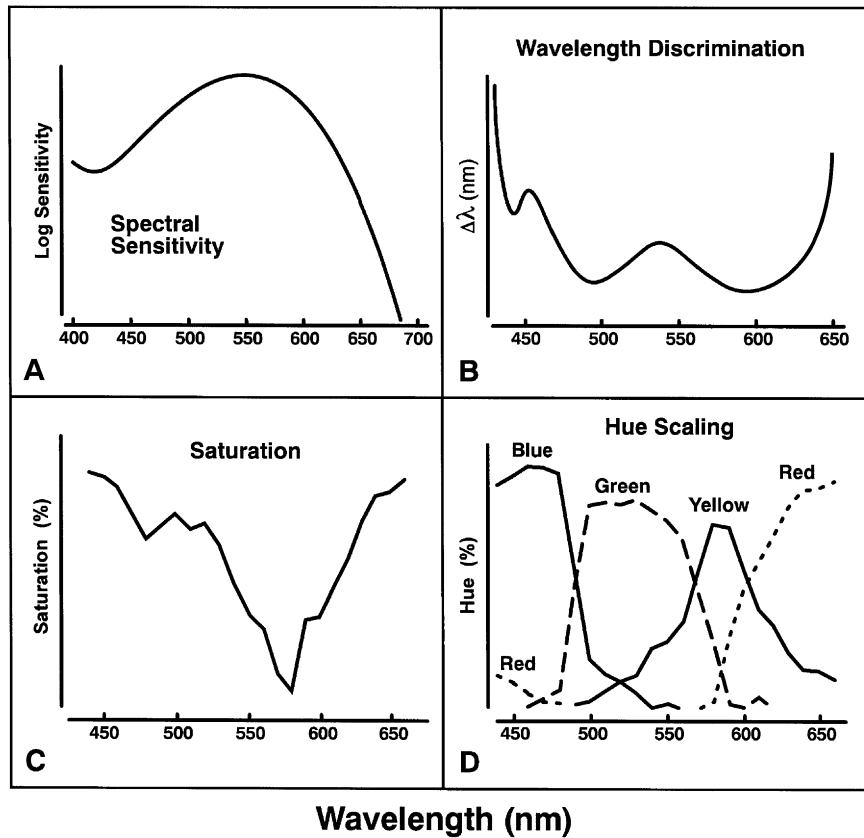 Log Sensitivity
Spectral
Sensitivity
400 450 500 550 600 650 700
A
Wavelength Discrimination
Δλ (nm)
450 500 550 600 650
B
Saturation
Saturation (%)
450 500 550 600 650
C
Hue Scaling
Blue
Green
Yellow
Red
Red
Hue (%)
450 500 550 600 650
D
Wavelength (nm)